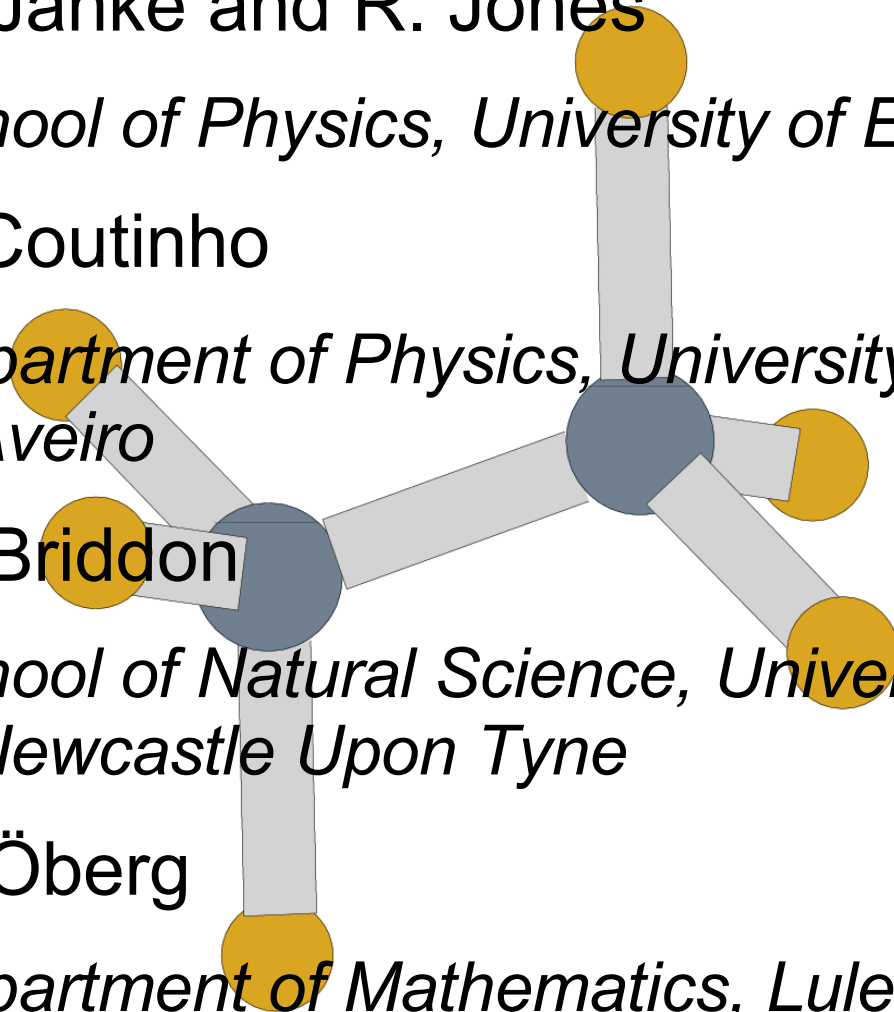 Janke and R. Jones
hool of Physics, University of E
Coutinho
partment of Physics, University
Aveiro
Briddon
hool of Natural Science, Univer
Newcastle Upon Tyne
Öberg
partment of Mathematics, Lule